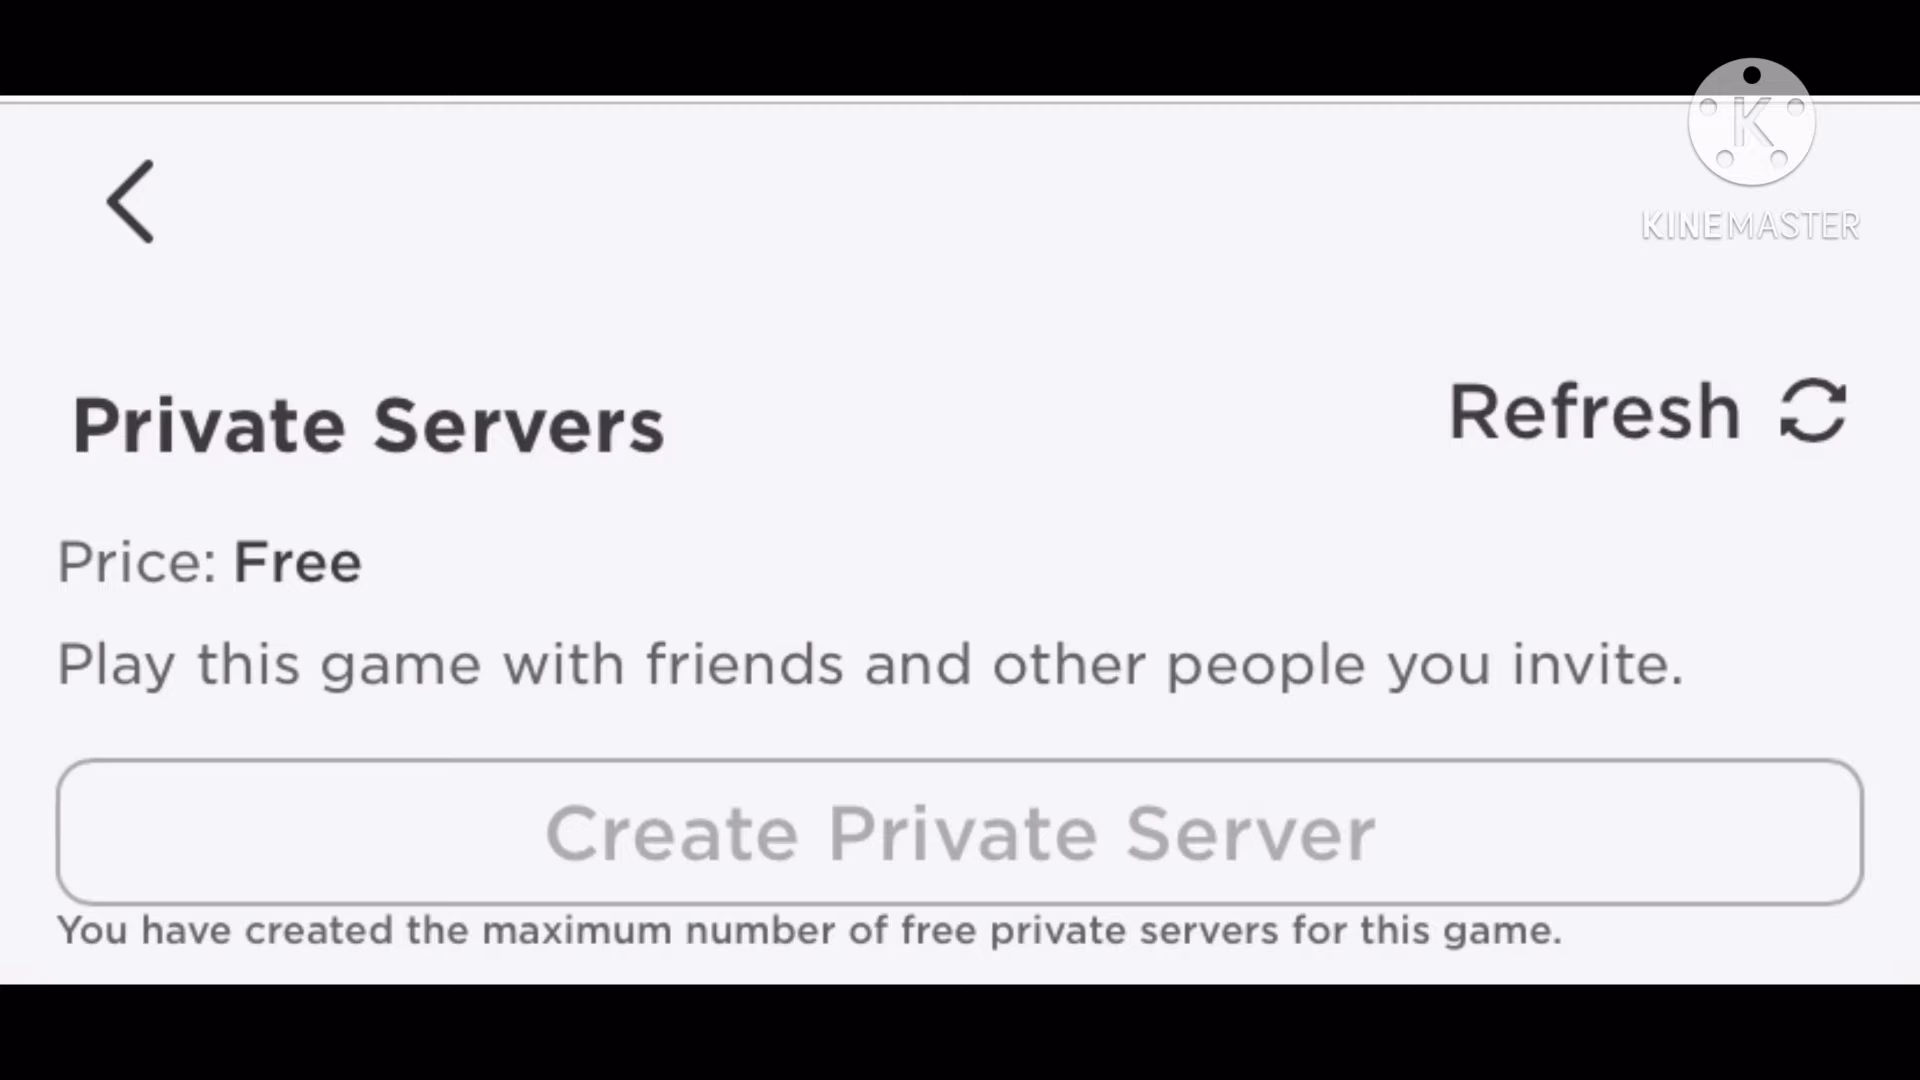 K
KINEMASTER
Private Servers
Refresh
Price: Free
Play this game with friends and other people you invite.
Create Private Server
You have created the maximum number of free private servers for this game.